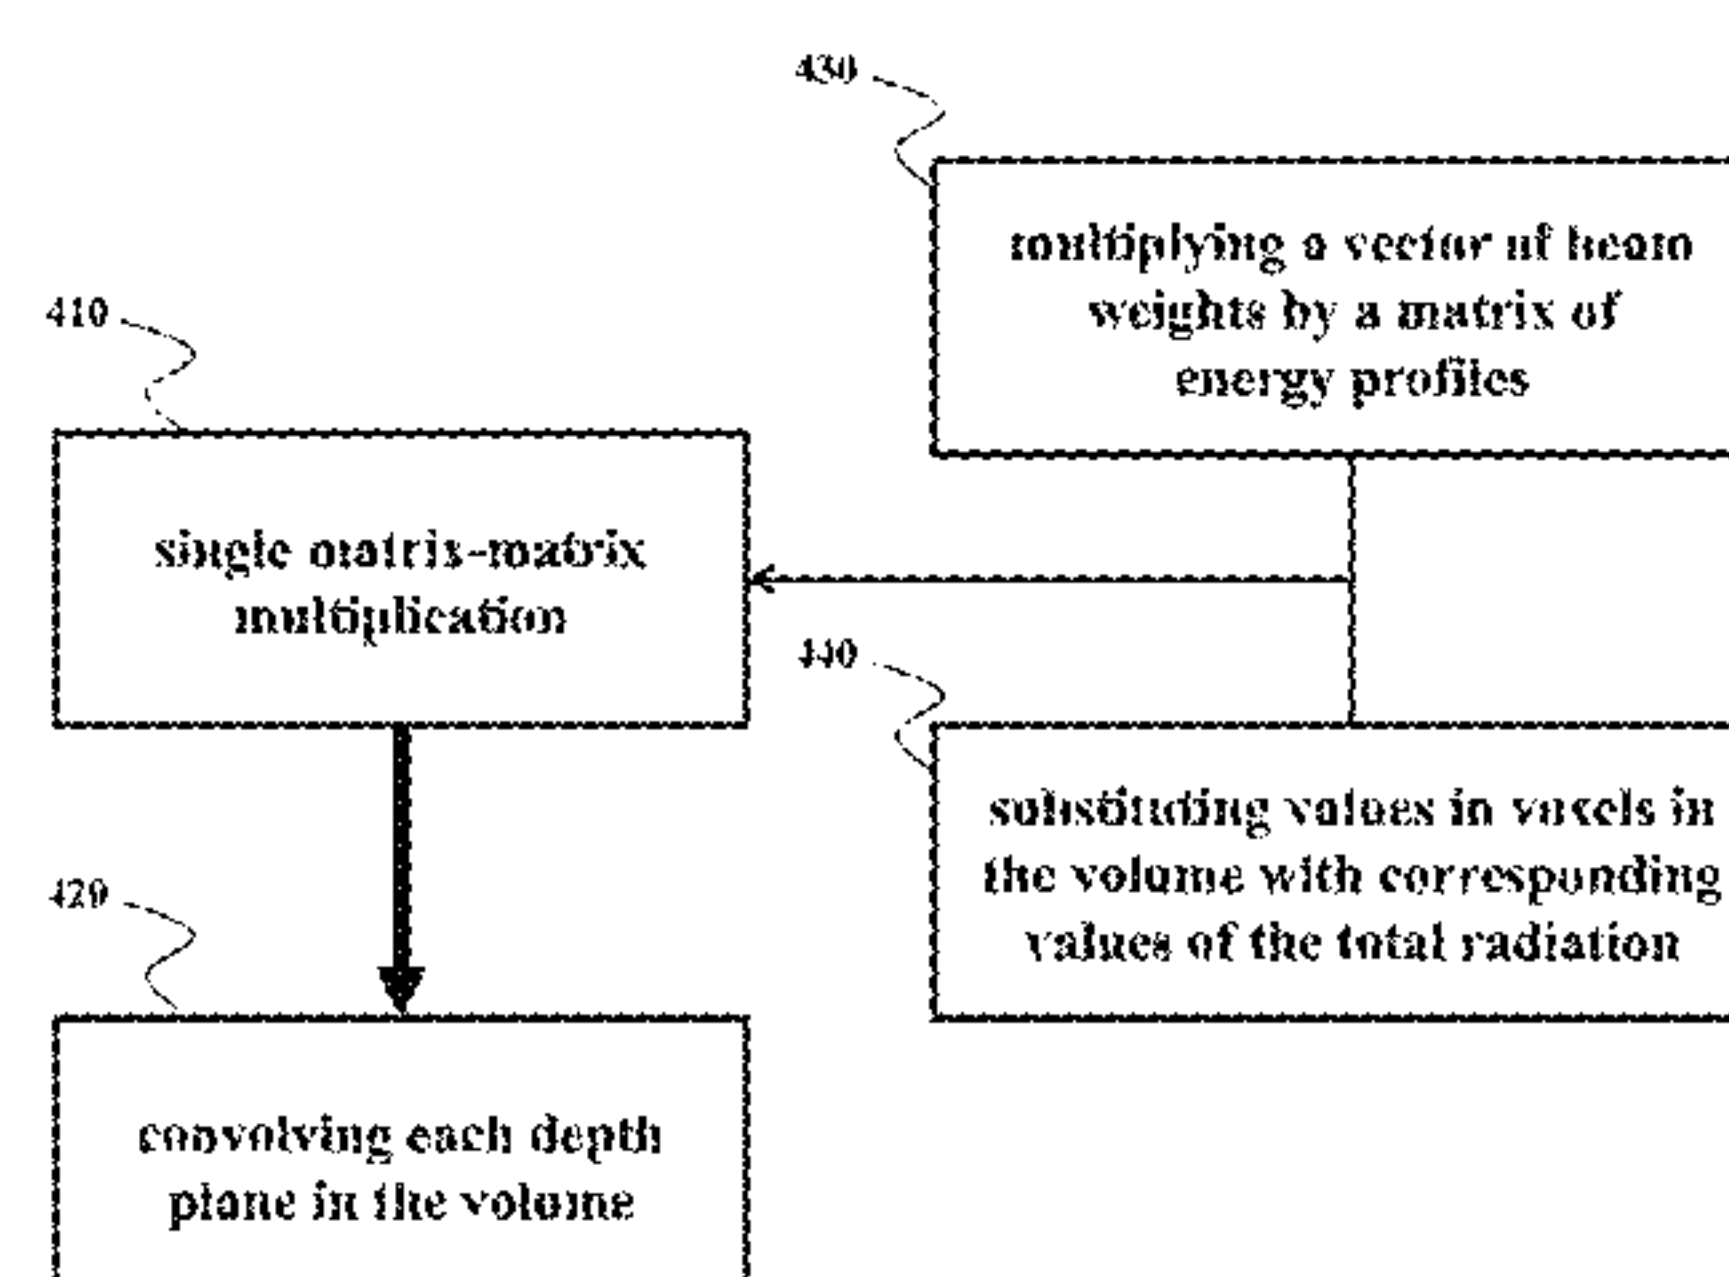 430
multiplying a vector of beam
weights by a matrix of
energy profiles
410
single matrix-matrix
multiplication
440
substituting values in voxels in
the volume with corresponding
values of the total radiation
420
convolving each depth
plane in the volume